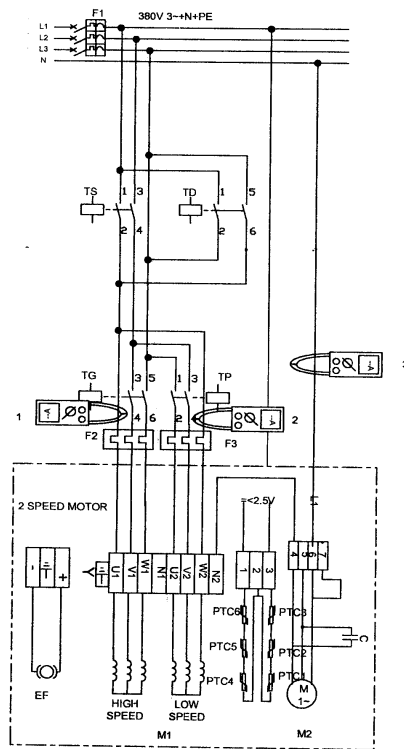 F1
380V 3~+N+PE
L1
L2
L3
N
TS
1 3
2 4
TD
1 5
2 6
TG
3 5
4 6
1 3
2
TP
1
2
3
~A
~A
F2
F3
2 SPEED MOTOR
=<2.5V
L1
- +
U1 V1 W1 N1 U2 V2 W2 N2
1 2 3
4 5 6 7
PTC6
PTC3
PTC5
PTC2
PTC4
PTC1
C
EF
M
1~
HIGH SPEED
LOW SPEED
M1
M2